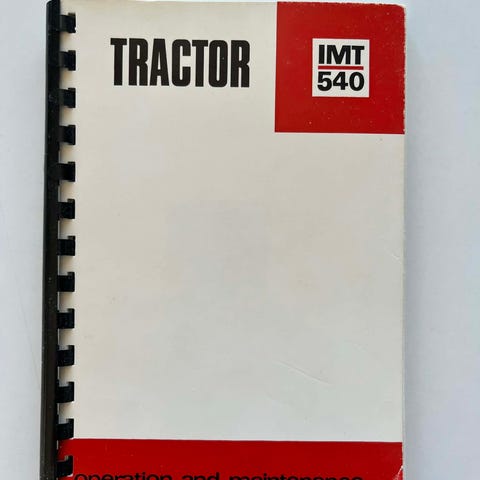 TRACTOR
IMT
540
operation and maintenance